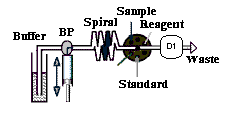 Sample
Spiral Reagent
Buffer BP
D1
Waste
Standard